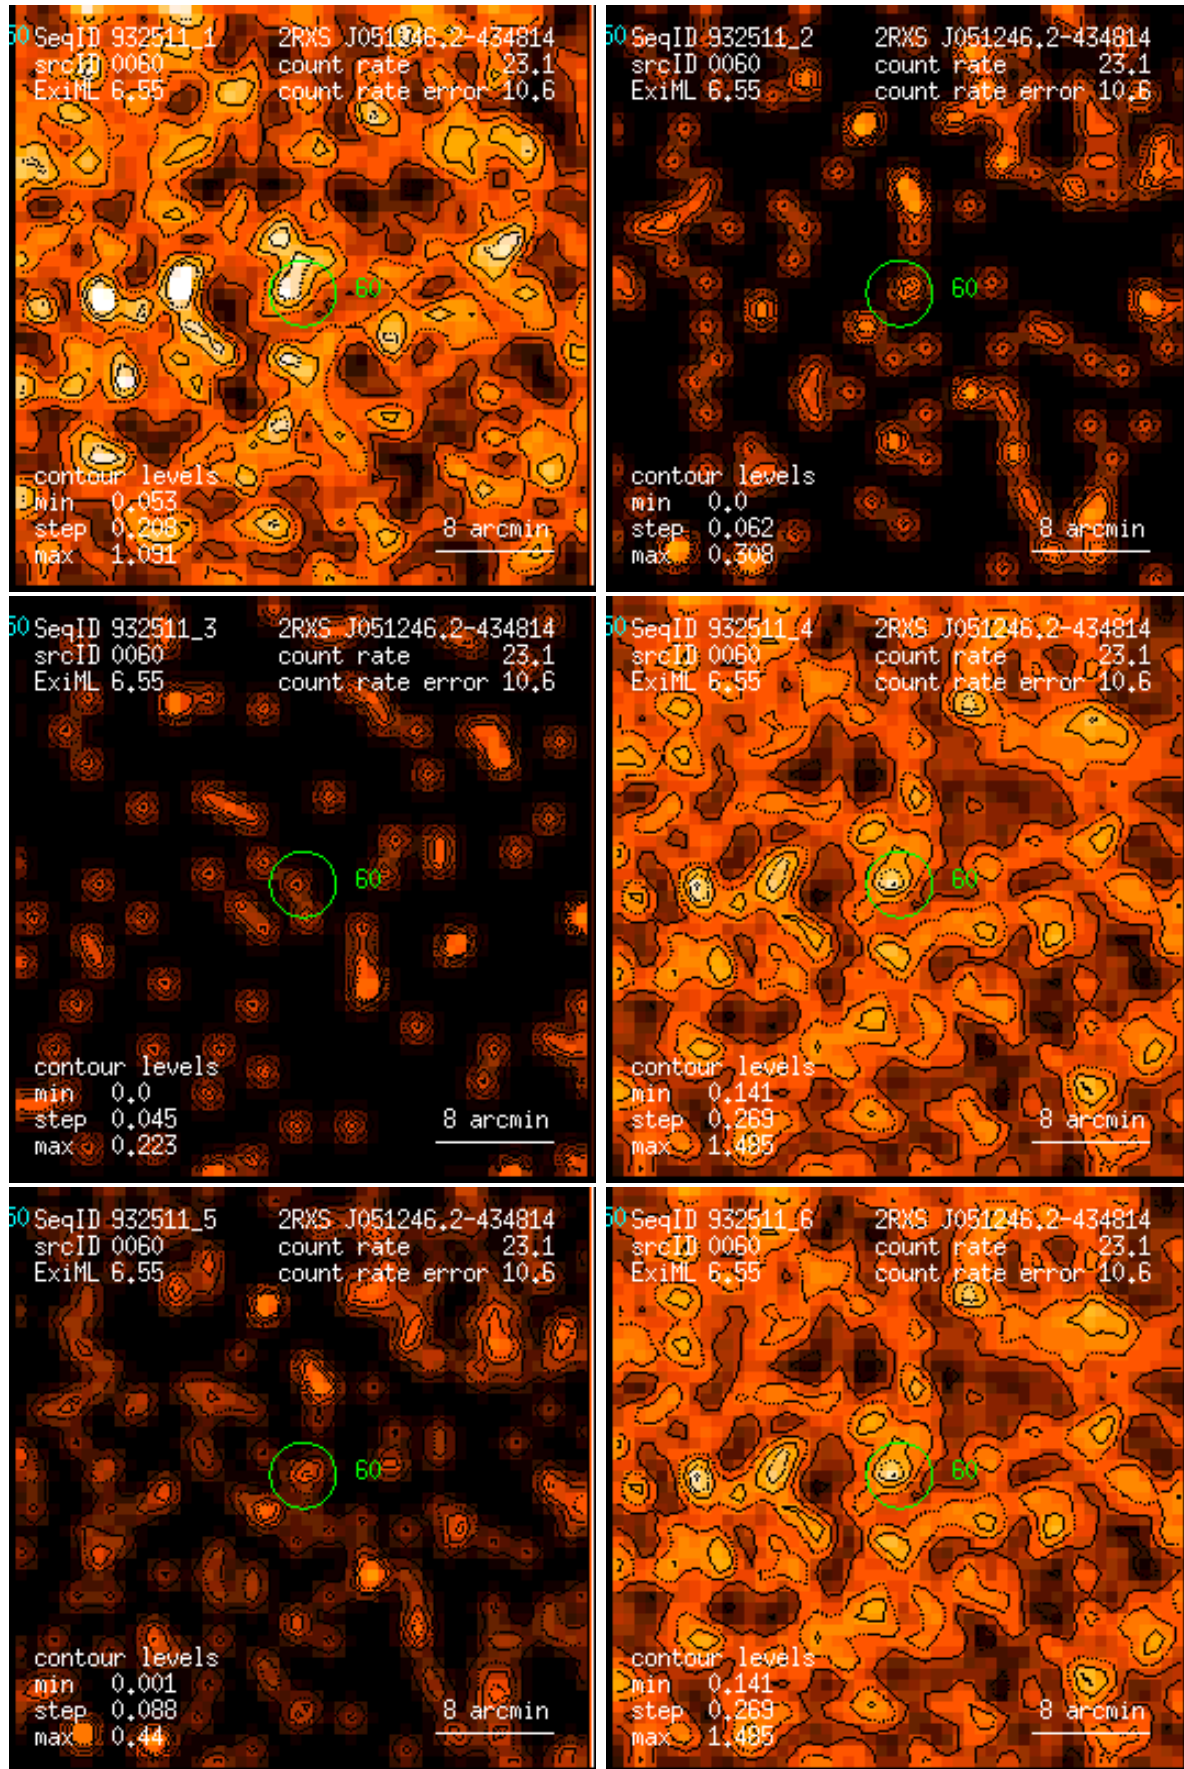 50 SeqID 932511_1 2RXS J051246.2-434814
srcID 0060 count rate 23.1
ExiML 6.55 count rate error 10.6
60
contour levels
min 0.053
step 0.208 8 arcmin
max 1.091
50 SeqID 932511_2 2RXS J051246.2-434814
srcID 0060 count rate 23.1
ExiML 6.55 count rate error 10.6
60
contour levels
min 0.0
step 0.062 8 arcmin
max 0.308
50 SeqID 932511_3 2RXS J051246.2-434814
srcID 0060 count rate 23.1
ExiML 6.55 count rate error 10.6
60
contour levels
min 0.0
step 0.045 8 arcmin
max 0.223
50 SeqID 932511_4 2RXS J051246.2-434814
srcID 0060 count rate 23.1
ExiML 6.55 count rate error 10.6
60
contour levels
min 0.141
step 0.269 8 arcmin
max 1.485
50 SeqID 932511_5 2RXS J051246.2-434814
srcID 0060 count rate 23.1
ExiML 6.55 count rate error 10.6
60
contour levels
min 0.001
step 0.088 8 arcmin
max 0.44
50 SeqID 932511_6 2RXS J051246.2-434814
srcID 0060 count rate 23.1
ExiML 6.55 count rate error 10.6
60
contour levels
min 0.141
step 0.269 8 arcmin
max 1.485